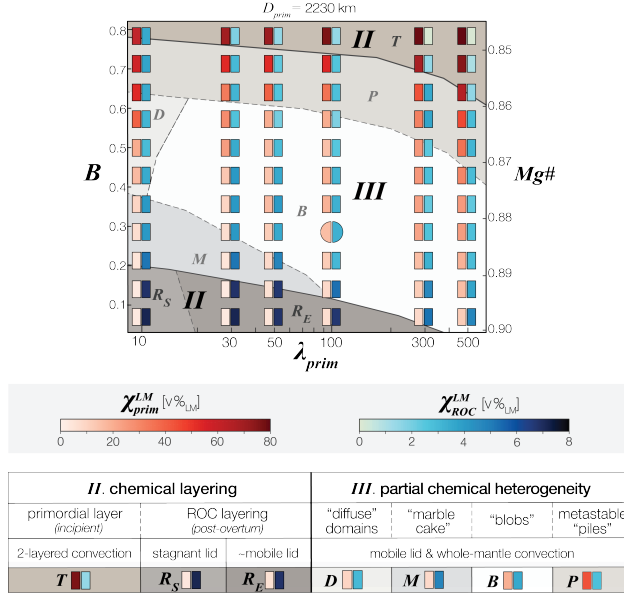 D_prim = 2230 km
0.8
0.7
0.6
0.5
0.4
0.3
0.2
0.1
B
0.85
0.86
0.87
0.88
0.89
0.90
Mg#
II T
P
D
III
B
M
R_S II R_E
10 30 50 100 300 500
λ_prim
χ^LM_prim [v%_LM] χ^LM_ROC [v%_LM]
0 20 40 60 80 0 2 4 6 8
II. chemical layering III. partial chemical heterogeneity
primordial layer ROC layering "diffuse" "marble "blobs" metastable
(incipient) (post-overturn) domains cake" "piles"
2-layered convection stagnant lid ~mobile lid mobile lid & whole-mantle convection
T R_S R_E D M B P